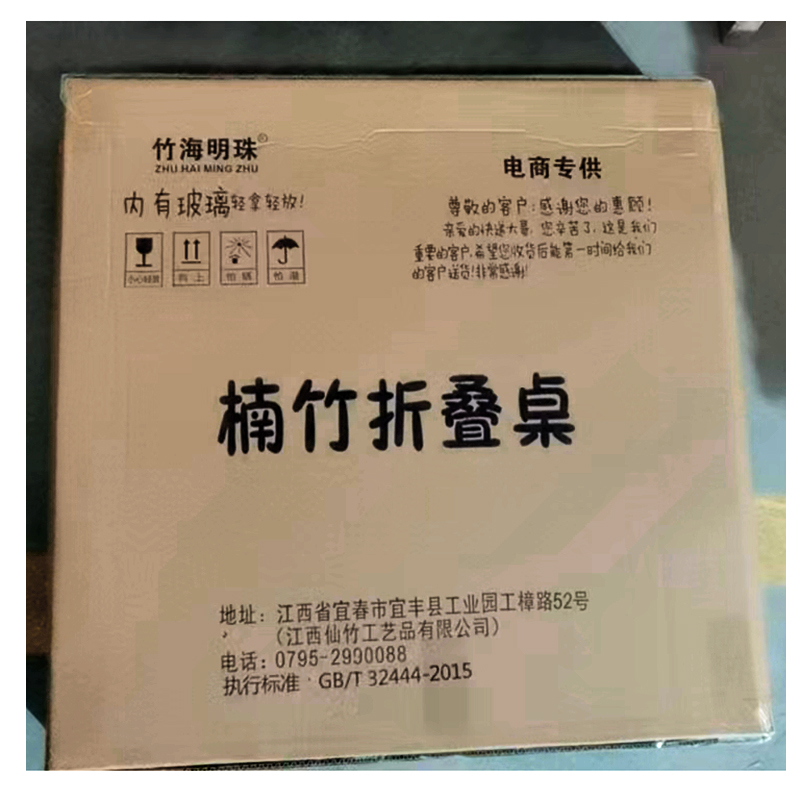 竹海明珠®
ZHU HAI MING ZHU
内有玻璃轻拿轻放!
小心轻放
向上
怕晒
怕湿
电商专供
尊敬的客户:感谢您的惠顾!
亲爱的快递大哥,您辛苦了,这是我们
重要的客户,希望您收货后能第一时间给我们
的客户送货!非常感谢!
楠竹折叠桌
地址:江西省宜春市宜丰县工业园工樟路52号
(江西仙竹工艺品有限公司)
电话:0795-2990088
执行标准:GB/T 32444-2015